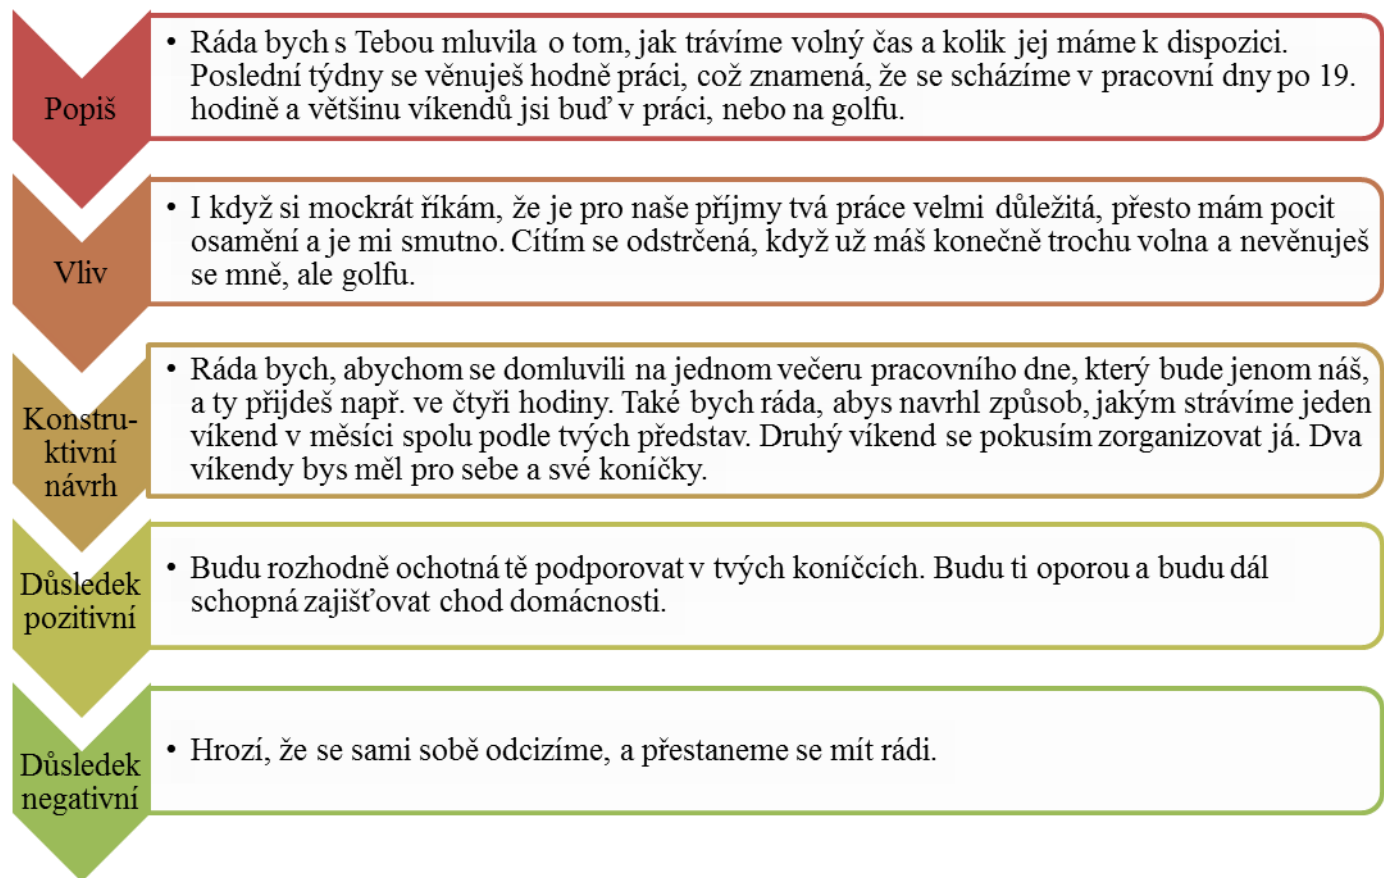 Popiš
• Ráda bych s Tebou mluvila o tom, jak trávíme volný čas a kolik jej máme k dispozici.
Poslední týdny se věnuješ hodně práci, což znamená, že se scházíme v pracovní dny po 19.
hodině a většinu víkendů jsi buď v práci, nebo na golfu.
Vliv
• I když si mockrát říkám, že je pro naše příjmy tvá práce velmi důležitá, přesto mám pocit
osamění a je mi smutno. Cítím se odstrčená, když už máš konečně trochu volna a nevěnuješ
se mně, ale golfu.
Konstru-
ktivní
návrh
• Ráda bych, abychom se domluvili na jednom večeru pracovního dne, který bude jenom náš,
a ty přijdeš např. ve čtyři hodiny. Také bych ráda, abys navrhl způsob, jakým strávíme jeden
víkend v měsíci spolu podle tvých představ. Druhý víkend se pokusím zorganizovat já. Dva
víkendy bys měl pro sebe a své koníčky.
Důsledek
pozitivní
• Budu rozhodně ochotná tě podporovat v tvých koníčcích. Budu ti oporou a budu dál
schopná zajišťovat chod domácnosti.
Důsledek
negativní
• Hrozí, že se sami sobě odcizíme, a přestaneme se mít rádi.